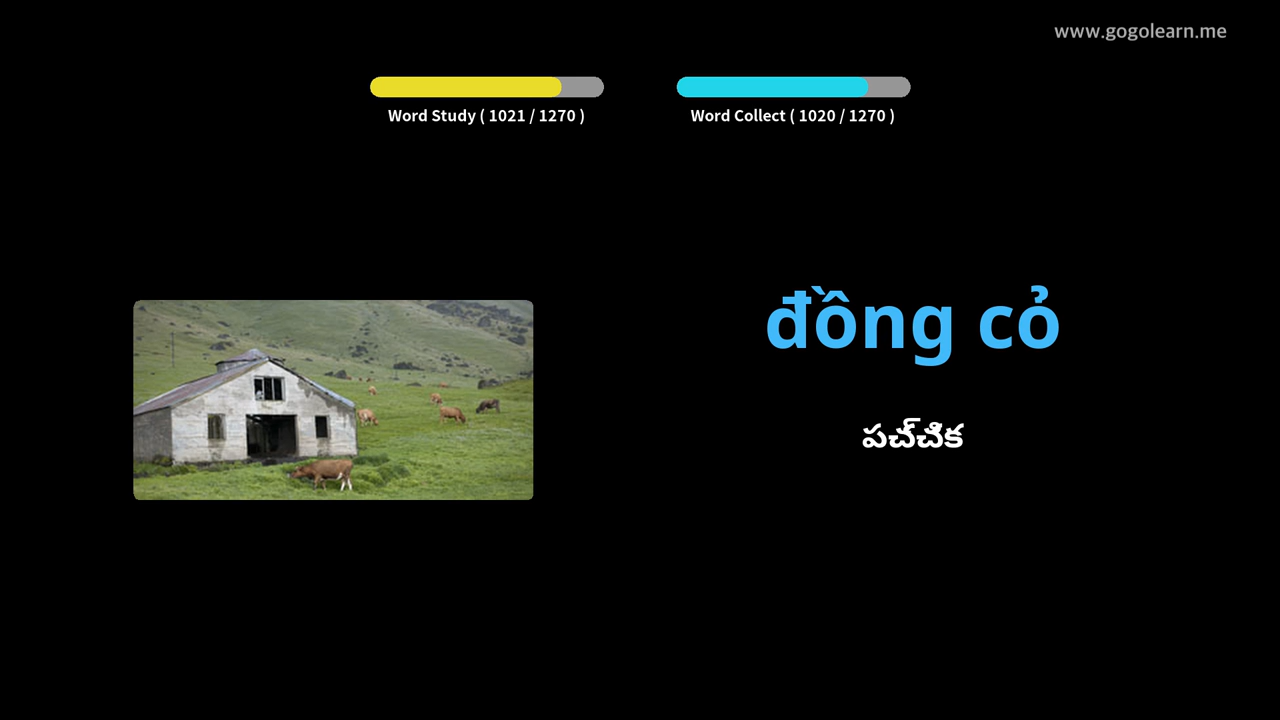 www.gogolearn.me
Word Study ( 1021 / 1270 )
Word Collect ( 1020 / 1270 )
đồng cỏ
పచ్చిక